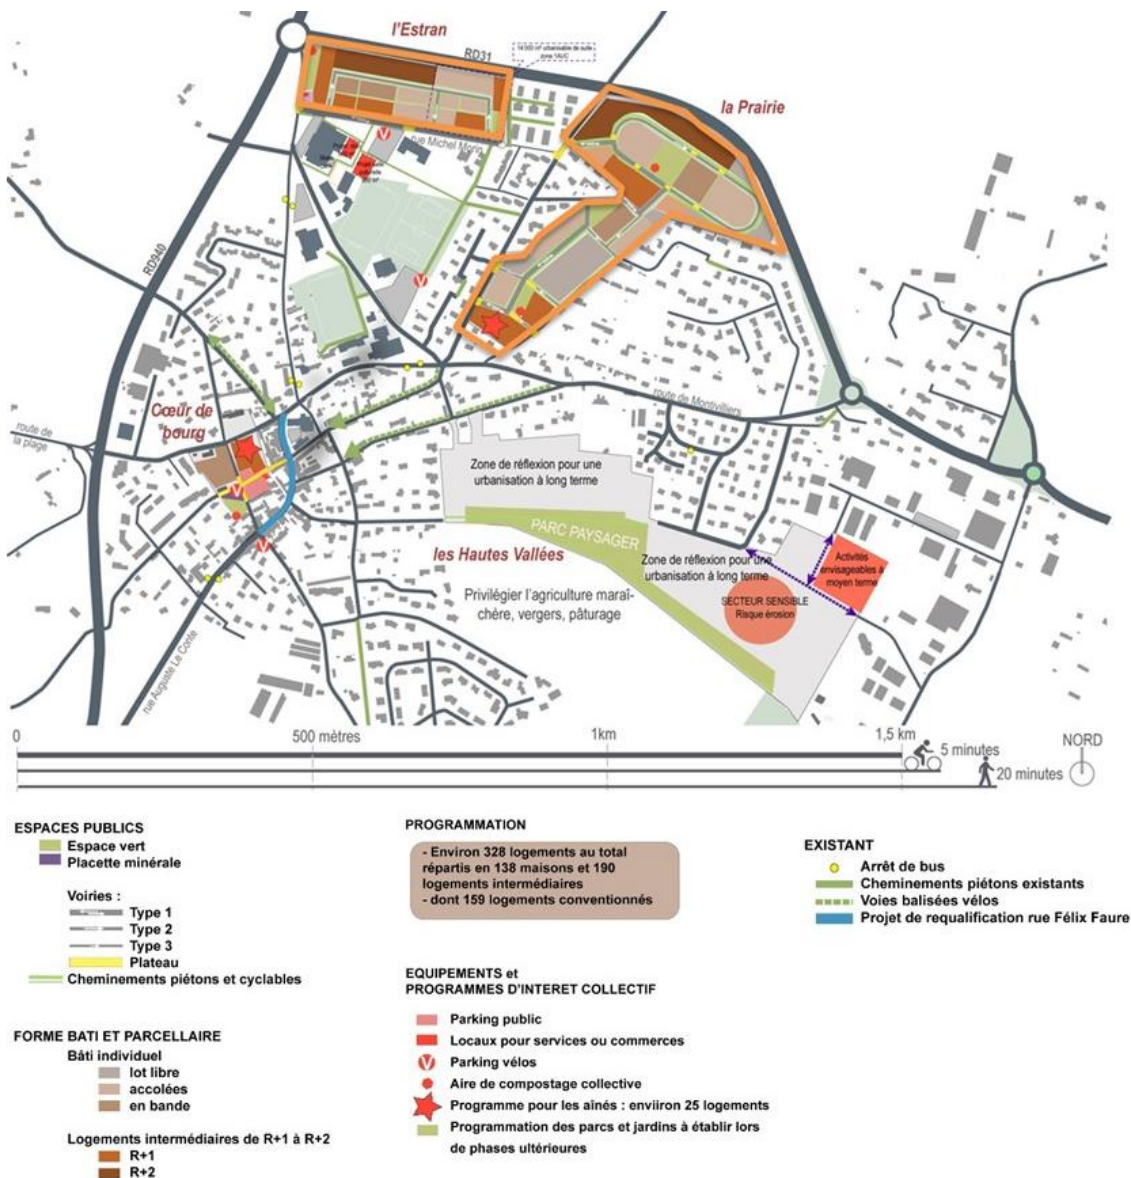 l'Estran
RD31
14 000 m² urbanisable de suite
zone 1AUC
la Prairie
rue Michel Morin
RD940
Cœur de
bourg
route de
la plage
route de Montivilliers
Zone de réflexion pour une
urbanisation à long terme
PARC PAYSAGER
les Hautes Vallées
Zone de réflexion pour une
urbanisation à long terme
Activités
envisageables à
moyen terme
Privilégier l'agriculture maraî-
chère, vergers, pâturage
SECTEUR SENSIBLE
Risque érosion
rue Auguste Le Conte
0
500 mètres
1km
1,5 km
5 minutes
20 minutes
NORD
ESPACES PUBLICS
Espace vert
Placette minérale
Voiries :
Type 1
Type 2
Type 3
Plateau
Cheminements piétons et cyclables
FORME BATI ET PARCELLAIRE
Bâti individuel
lot libre
accolées
en bande
Logements intermédiaires de R+1 à R+2
R+1
R+2
PROGRAMMATION
- Environ 328 logements au total
répartis en 138 maisons et 190
logements intermédiaires
- dont 159 logements conventionnés
EQUIPEMENTS et
PROGRAMMES D'INTERET COLLECTIF
Parking public
Locaux pour services ou commerces
V Parking vélos
Aire de compostage collective
Programme pour les aînés : enviiron 25 logements
Programmation des parcs et jardins à établir lors
de phases ultérieures
EXISTANT
Arrêt de bus
Cheminements piétons existants
Voies balisées vélos
Projet de requalification rue Félix Faure